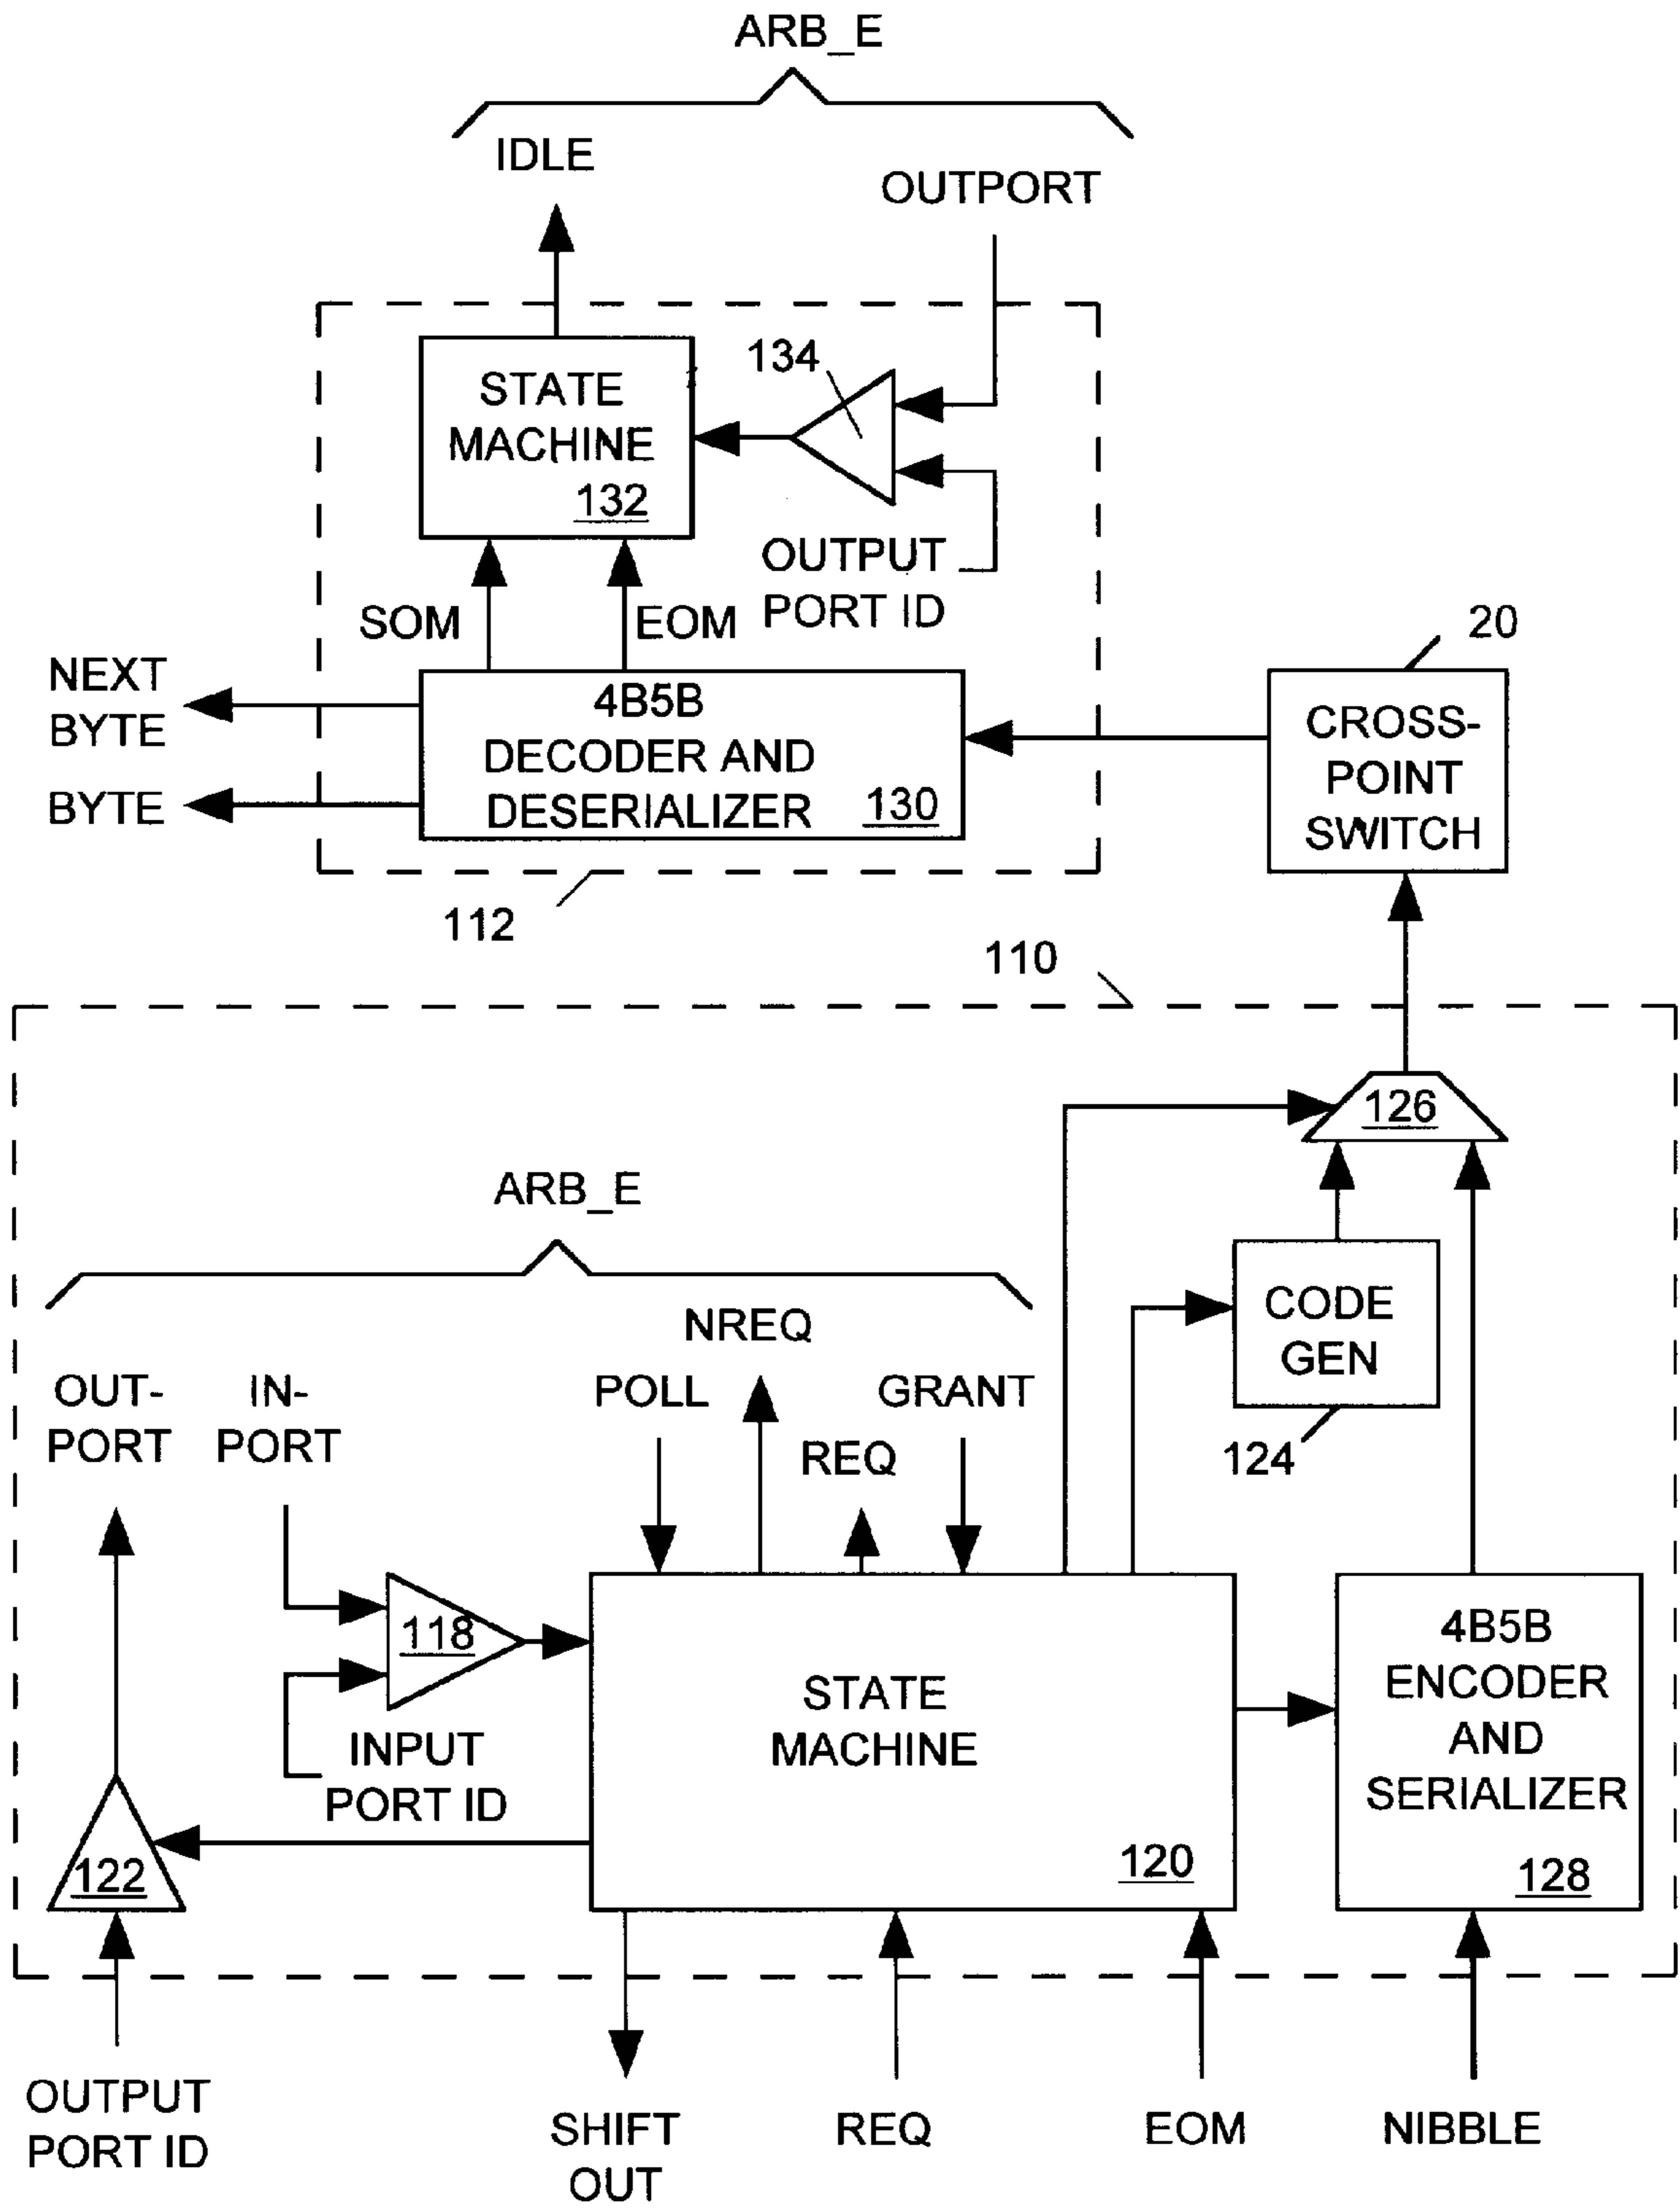 ARB_E
IDLE
OUTPORT
134
STATE
MACHINE
132
OUTPUT
PORT ID
SOM
EOM
20
NEXT
BYTE
BYTE
4B5B
DECODER AND
DESERIALIZER
130
CROSS-
POINT
SWITCH
112
110
126
ARB_E
CODE
GEN
124
NREQ
OUT-
PORT
IN-
PORT
POLL
GRANT
REQ
118
INPUT
PORT ID
STATE
MACHINE
120
4B5B
ENCODER
AND
SERIALIZER
128
122
OUTPUT
PORT ID
SHIFT
OUT
REQ
EOM
NIBBLE